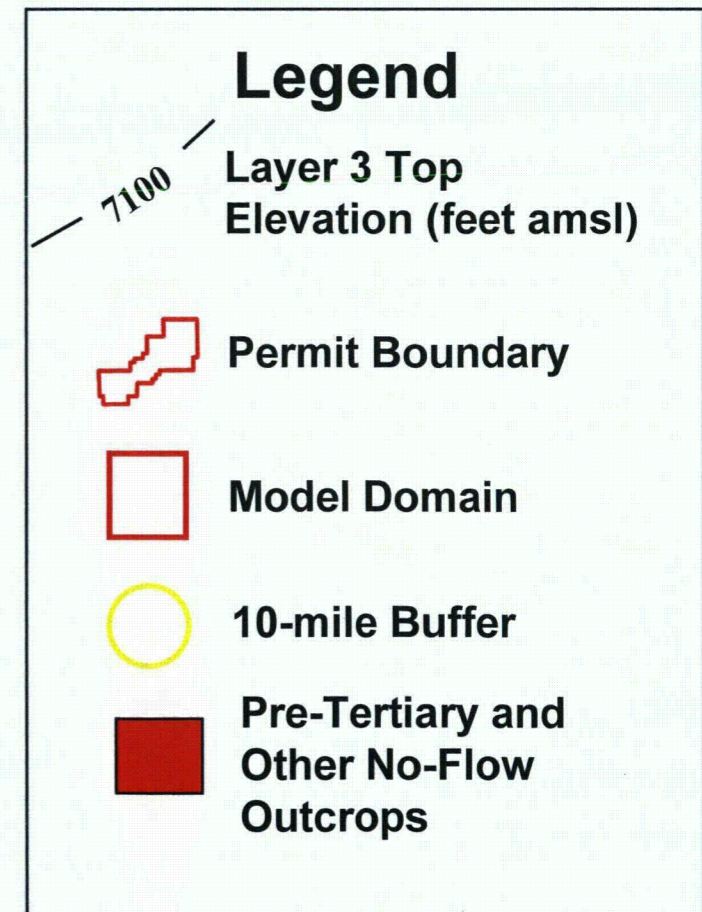 Legend
7100
Layer 3 Top
Elevation (feet amsl)
Permit Boundary
Model Domain
10-mile Buffer
Pre-Tertiary and
Other No-Flow
Outcrops